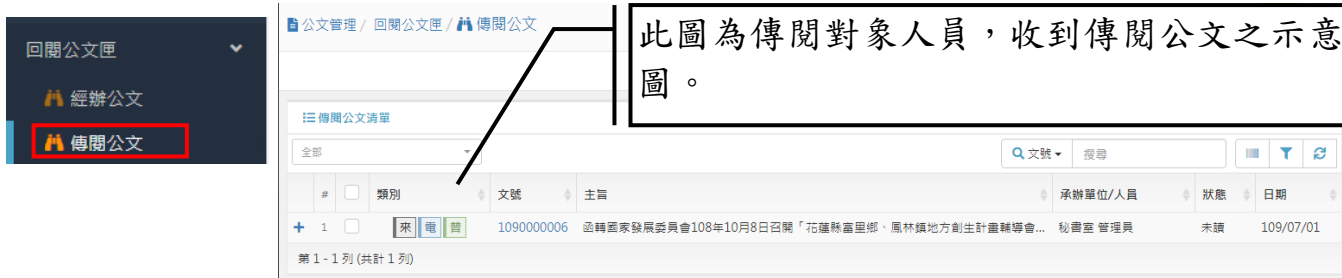 回閱公文匣
經辦公文
傳閱公文
公文管理 / 回閱公文匣 / 傳閱公文
此圖為傳閱對象人員，收到傳閱公文之示意
圖。
傳閱公文清單
全部
文號 搜尋
# 類別 文號 主旨 承辦單位/人員 狀態 日期
+ 1 來 電 普 1090000006 函轉國家發展委員會108年10月8日召開「花蓮縣富里鄉、鳳林鎮地方創生計畫輔導會... 秘書室 管理員 未讀 109/07/01
第 1 - 1 列 (共計 1 列)